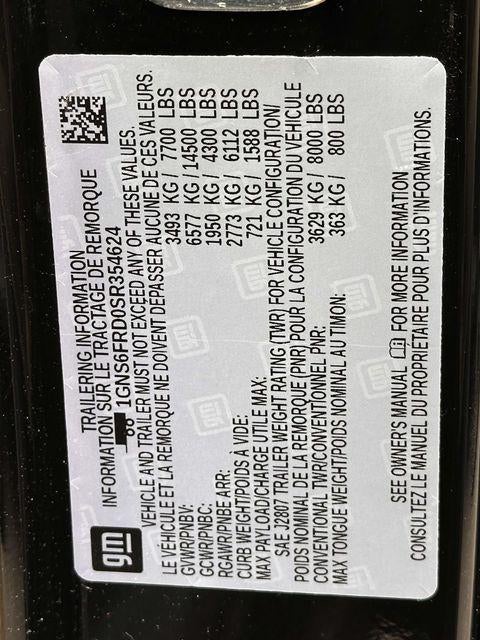 gm
TRAILERING INFORMATION
INFORMATION SUR LE TRACTAGE DE REMORQUE
1GNS6FRD0SR354624
VEHICLE AND TRAILER MUST NOT EXCEED ANY OF THESE VALUES.
LE VÉHICULE ET LA REMORQUE NE DOIVENT DÉPASSER AUCUNE DE CES VALEURS.
GVWR/PNBV: 3493 KG / 7700 LBS
GCWR/PNBC: 6577 KG / 14500 LBS
RGAWR/PNBE ARR: 1950 KG / 4300 LBS
CURB WEIGHT/POIDS À VIDE: 2773 KG / 6112 LBS
MAX PAYLOAD/CHARGE UTILE MAX: 721 KG / 1588 LBS
SAE J2807 TRAILER WEIGHT RATING (TWR) FOR VEHICLE CONFIGURATION/
POIDS NOMINAL DE LA REMORQUE (PNR) POUR LA CONFIGURATION DU VÉHICULE
CONVENTIONAL TWR/CONVENTIONNEL PNR: 3629 KG / 8000 LBS
MAX TONGUE WEIGHT/POIDS NOMINAL AU TIMON: 363 KG / 800 LBS
SEE OWNER'S MANUAL FOR MORE INFORMATION.
CONSULTEZ LE MANUEL DU PROPRIÉTAIRE POUR PLUS D'INFORMATIONS.